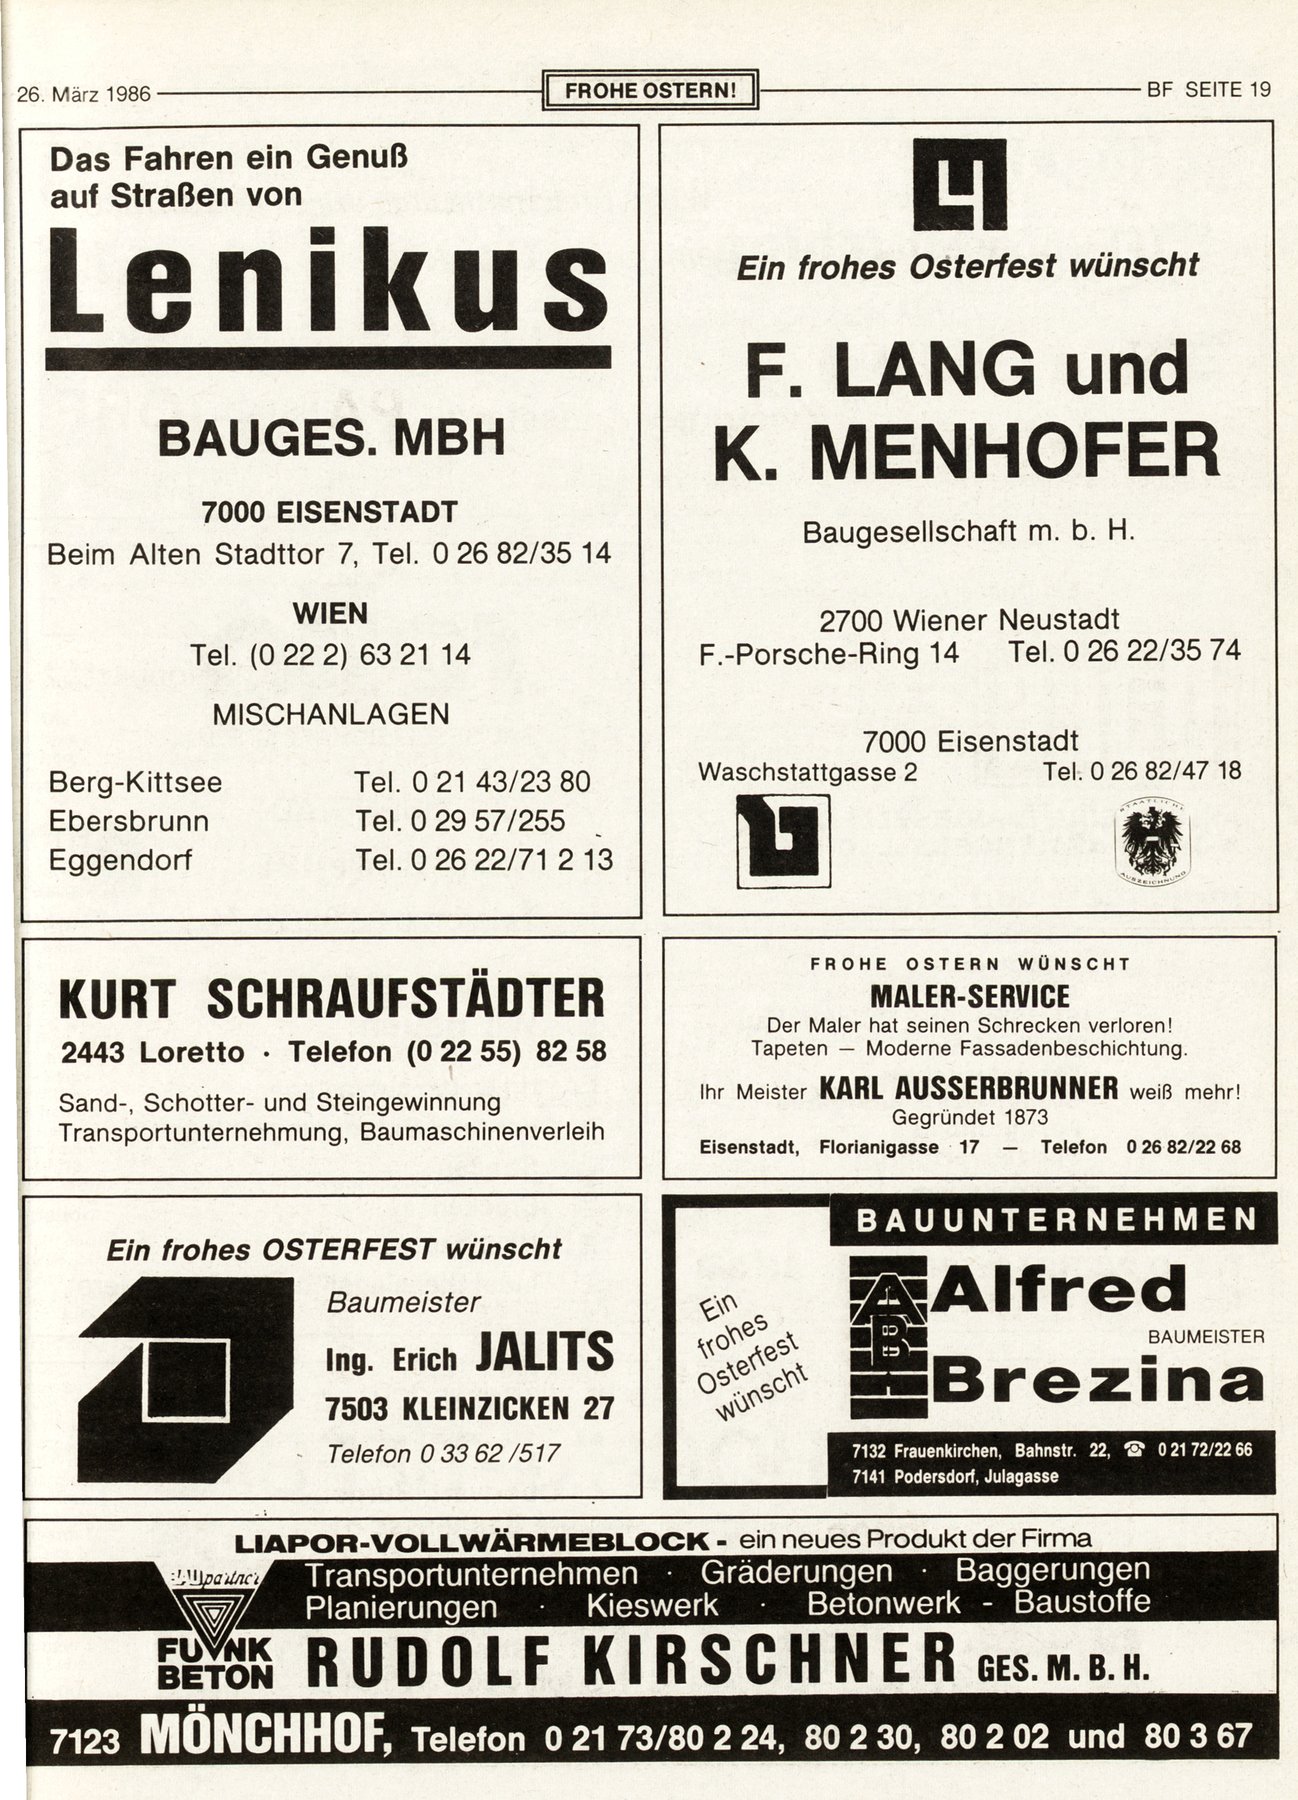 26. März 1986
FROHE OSTERN!
BF SEITE 19
Das Fahren ein Genuß
auf Straßen von
Lenikus
BAUGES. MBH
7000 EISENSTADT
Beim Alten Stadttor 7, Tel. 0 26 82/35 14
WIEN
Tel. (0 22 2) 63 21 14
MISCHANLAGEN
Berg-Kittsee Tel. 0 21 43/23 80
Ebersbrunn Tel. 0 29 57/255
Eggendorf Tel. 0 26 22/71 2 13
Ein frohes Osterfest wünscht
F. LANG und
K. MENHOFER
Baugesellschaft m. b. H.
2700 Wiener Neustadt
F.-Porsche-Ring 14 Tel. 0 26 22/35 74
7000 Eisenstadt
Waschstattgasse 2 Tel. 0 26 82/47 18
STAATLICHE
AUSZEICHNUNG
KURT SCHRAUFSTÄDTER
2443 Loretto · Telefon (0 22 55) 82 58
Sand-, Schotter- und Steingewinnung
Transportunternehmung, Baumaschinenverleih
FROHE OSTERN WÜNSCHT
MALER-SERVICE
Der Maler hat seinen Schrecken verloren!
Tapeten — Moderne Fassadenbeschichtung.
Ihr Meister KARL AUSSERBRUNNER weiß mehr!
Gegründet 1873
Eisenstadt, Florianigasse 17 — Telefon 0 26 82/22 68
Ein frohes OSTERFEST wünscht
Baumeister
Ing. Erich JALITS
7503 KLEINZICKEN 27
Telefon 0 33 62 /517
Ein
frohes
Osterfest
wünscht
BAUUNTERNEHMEN
AB
Alfred
BAUMEISTER
Brezina
7132 Frauenkirchen, Bahnstr. 22, ☎ 0 21 72/22 66
7141 Podersdorf, Julagasse
LIAPOR-VOLLWÄRMEBLOCK - ein neues Produkt der Firma
Transportunternehmen · Gräderungen · Baggerungen
Planierungen · Kieswerk · Betonwerk - Baustoffe
FUNK
BETON
RUDOLF KIRSCHNER GES. M. B. H.
7123 MÖNCHHOF, Telefon 0 21 73/80 2 24, 80 2 30, 80 2 02 und 80 3 67